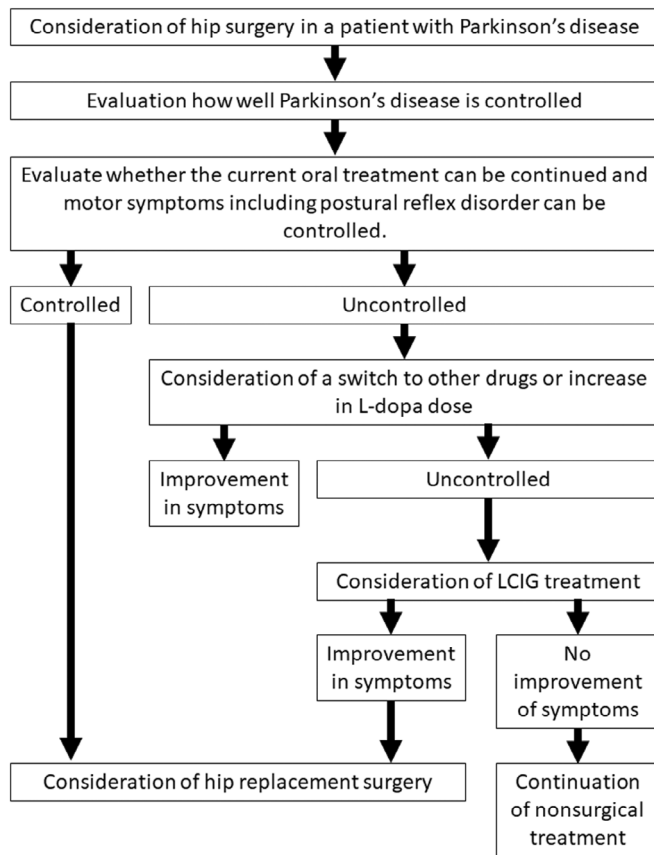 Consideration of hip surgery in a patient with Parkinson's disease
Evaluation how well Parkinson's disease is controlled
Evaluate whether the current oral treatment can be continued and
motor symptoms including postural reflex disorder can be
controlled.
Controlled
Uncontrolled
Consideration of a switch to other drugs or increase
in L-dopa dose
Improvement
in symptoms
Uncontrolled
Consideration of LCIG treatment
Improvement
in symptoms
No
improvement
of symptoms
Consideration of hip replacement surgery
Continuation
of nonsurgical
treatment